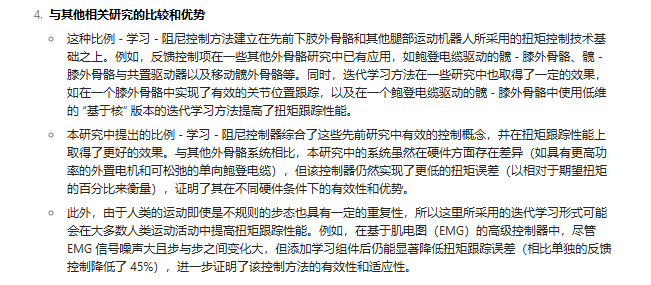 4. 与其他相关研究的比较和优势
这种比例 - 学习 - 阻尼控制方法建立在先前下肢外骨骼和其他腿部运动机器人所采用的扭矩控制技术基
础之上。例如，反馈控制项在一些其他外骨骼研究中已有应用，如鲍登电缆驱动的髋 - 膝外骨骼、髋 -
膝外骨骼与共置驱动器以及移动髋外骨骼等。同时，迭代学习方法在一些研究中也取得了一定的效果，
如在一个膝外骨骼中实现了有效的关节位置跟踪，以及在一个鲍登电缆驱动的髋 - 膝外骨骼中使用低维
的 “基于核” 版本的迭代学习方法提高了扭矩跟踪性能。
本研究中提出的比例 - 学习 - 阻尼控制器综合了这些先前研究中有效的控制概念，并在扭矩跟踪性能上
取得了更好的效果。与其他外骨骼系统相比，本研究中的系统虽然在硬件方面存在差异（如具有更高功
率的外置电机和可松弛的单向鲍登电缆），但该控制器仍然实现了更低的扭矩误差（以相对于期望扭矩
的百分比来衡量），证明了其在不同硬件条件下的有效性和优势。
此外，由于人类的运动即使是不规则的步态也具有一定的重复性，所以这里所采用的迭代学习形式可能
会在大多数人类运动活动中提高扭矩跟踪性能。例如，在基于肌电图（EMG）的高级控制器中，尽管
EMG 信号噪声大且步与步之间变化大，但添加学习组件后仍能显著降低扭矩跟踪误差（相比单独的反馈
控制降低了 45%），进一步证明了该控制方法的有效性和适应性。